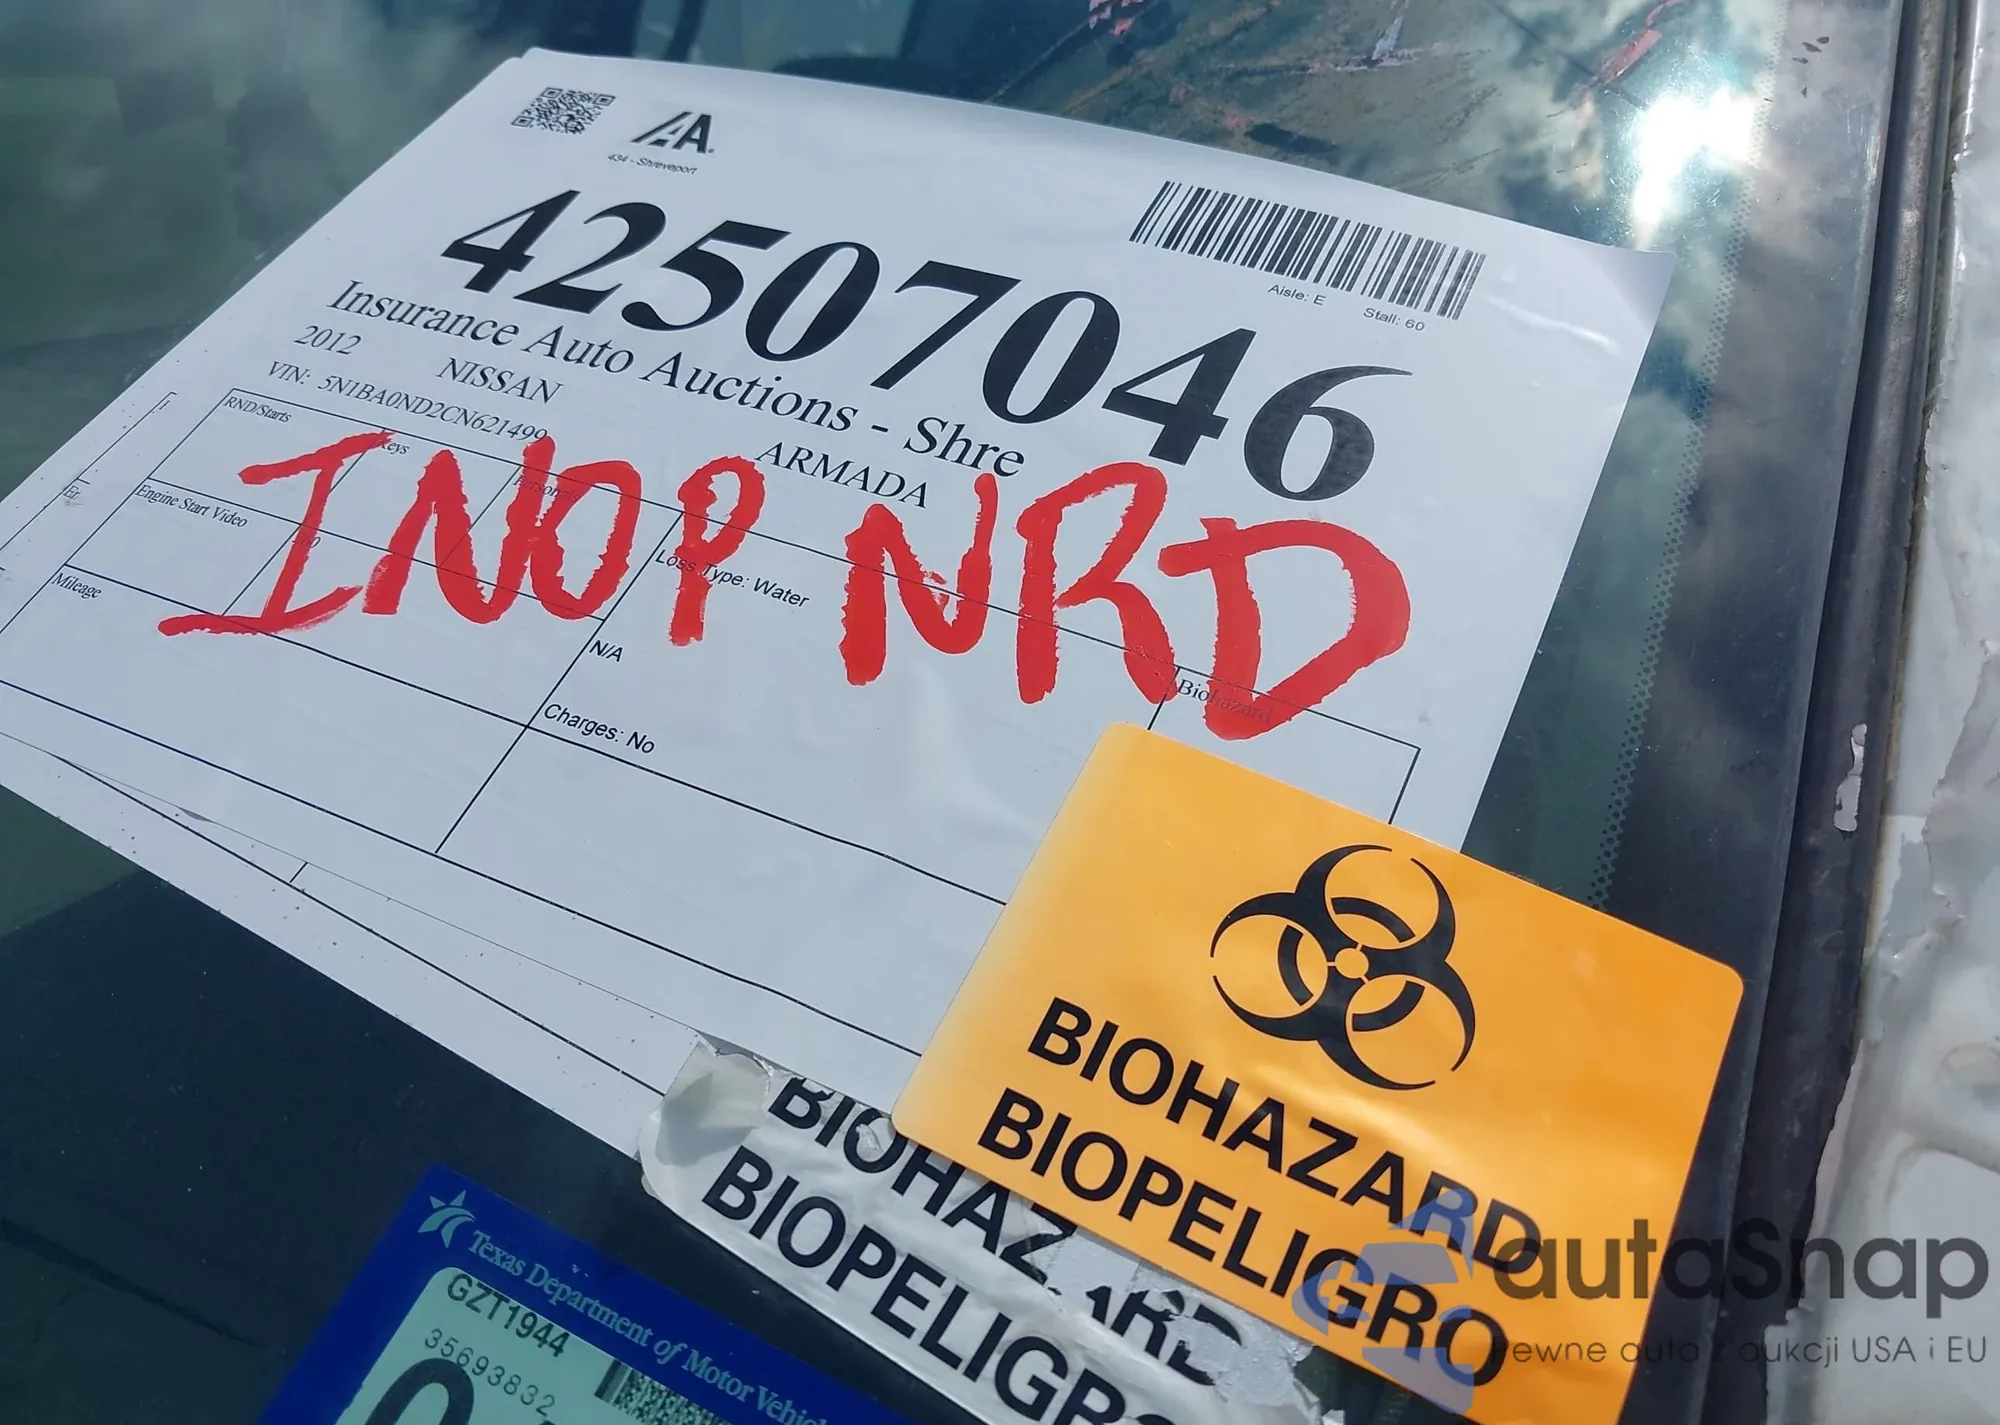 IAA
434 - Shreveport
42507046
Aisle: E Stall: 60
Insurance Auto Auctions - Shre
2012 NISSAN ARMADA
VIN: 5N1BA0ND2CN621499
RND/Starts Keys Personals
INOP NRD
Engine Start Video Loss Type: Water Biohazard
Mileage N/A
Charges: No
BIOHAZARD
BIOPELIGRO
BIOHAZARD
BIOPELIGRO
Texas Department of Motor Vehicl
GZT1944
35693832
autaSnap
Pewne auta z aukcji USA i EU